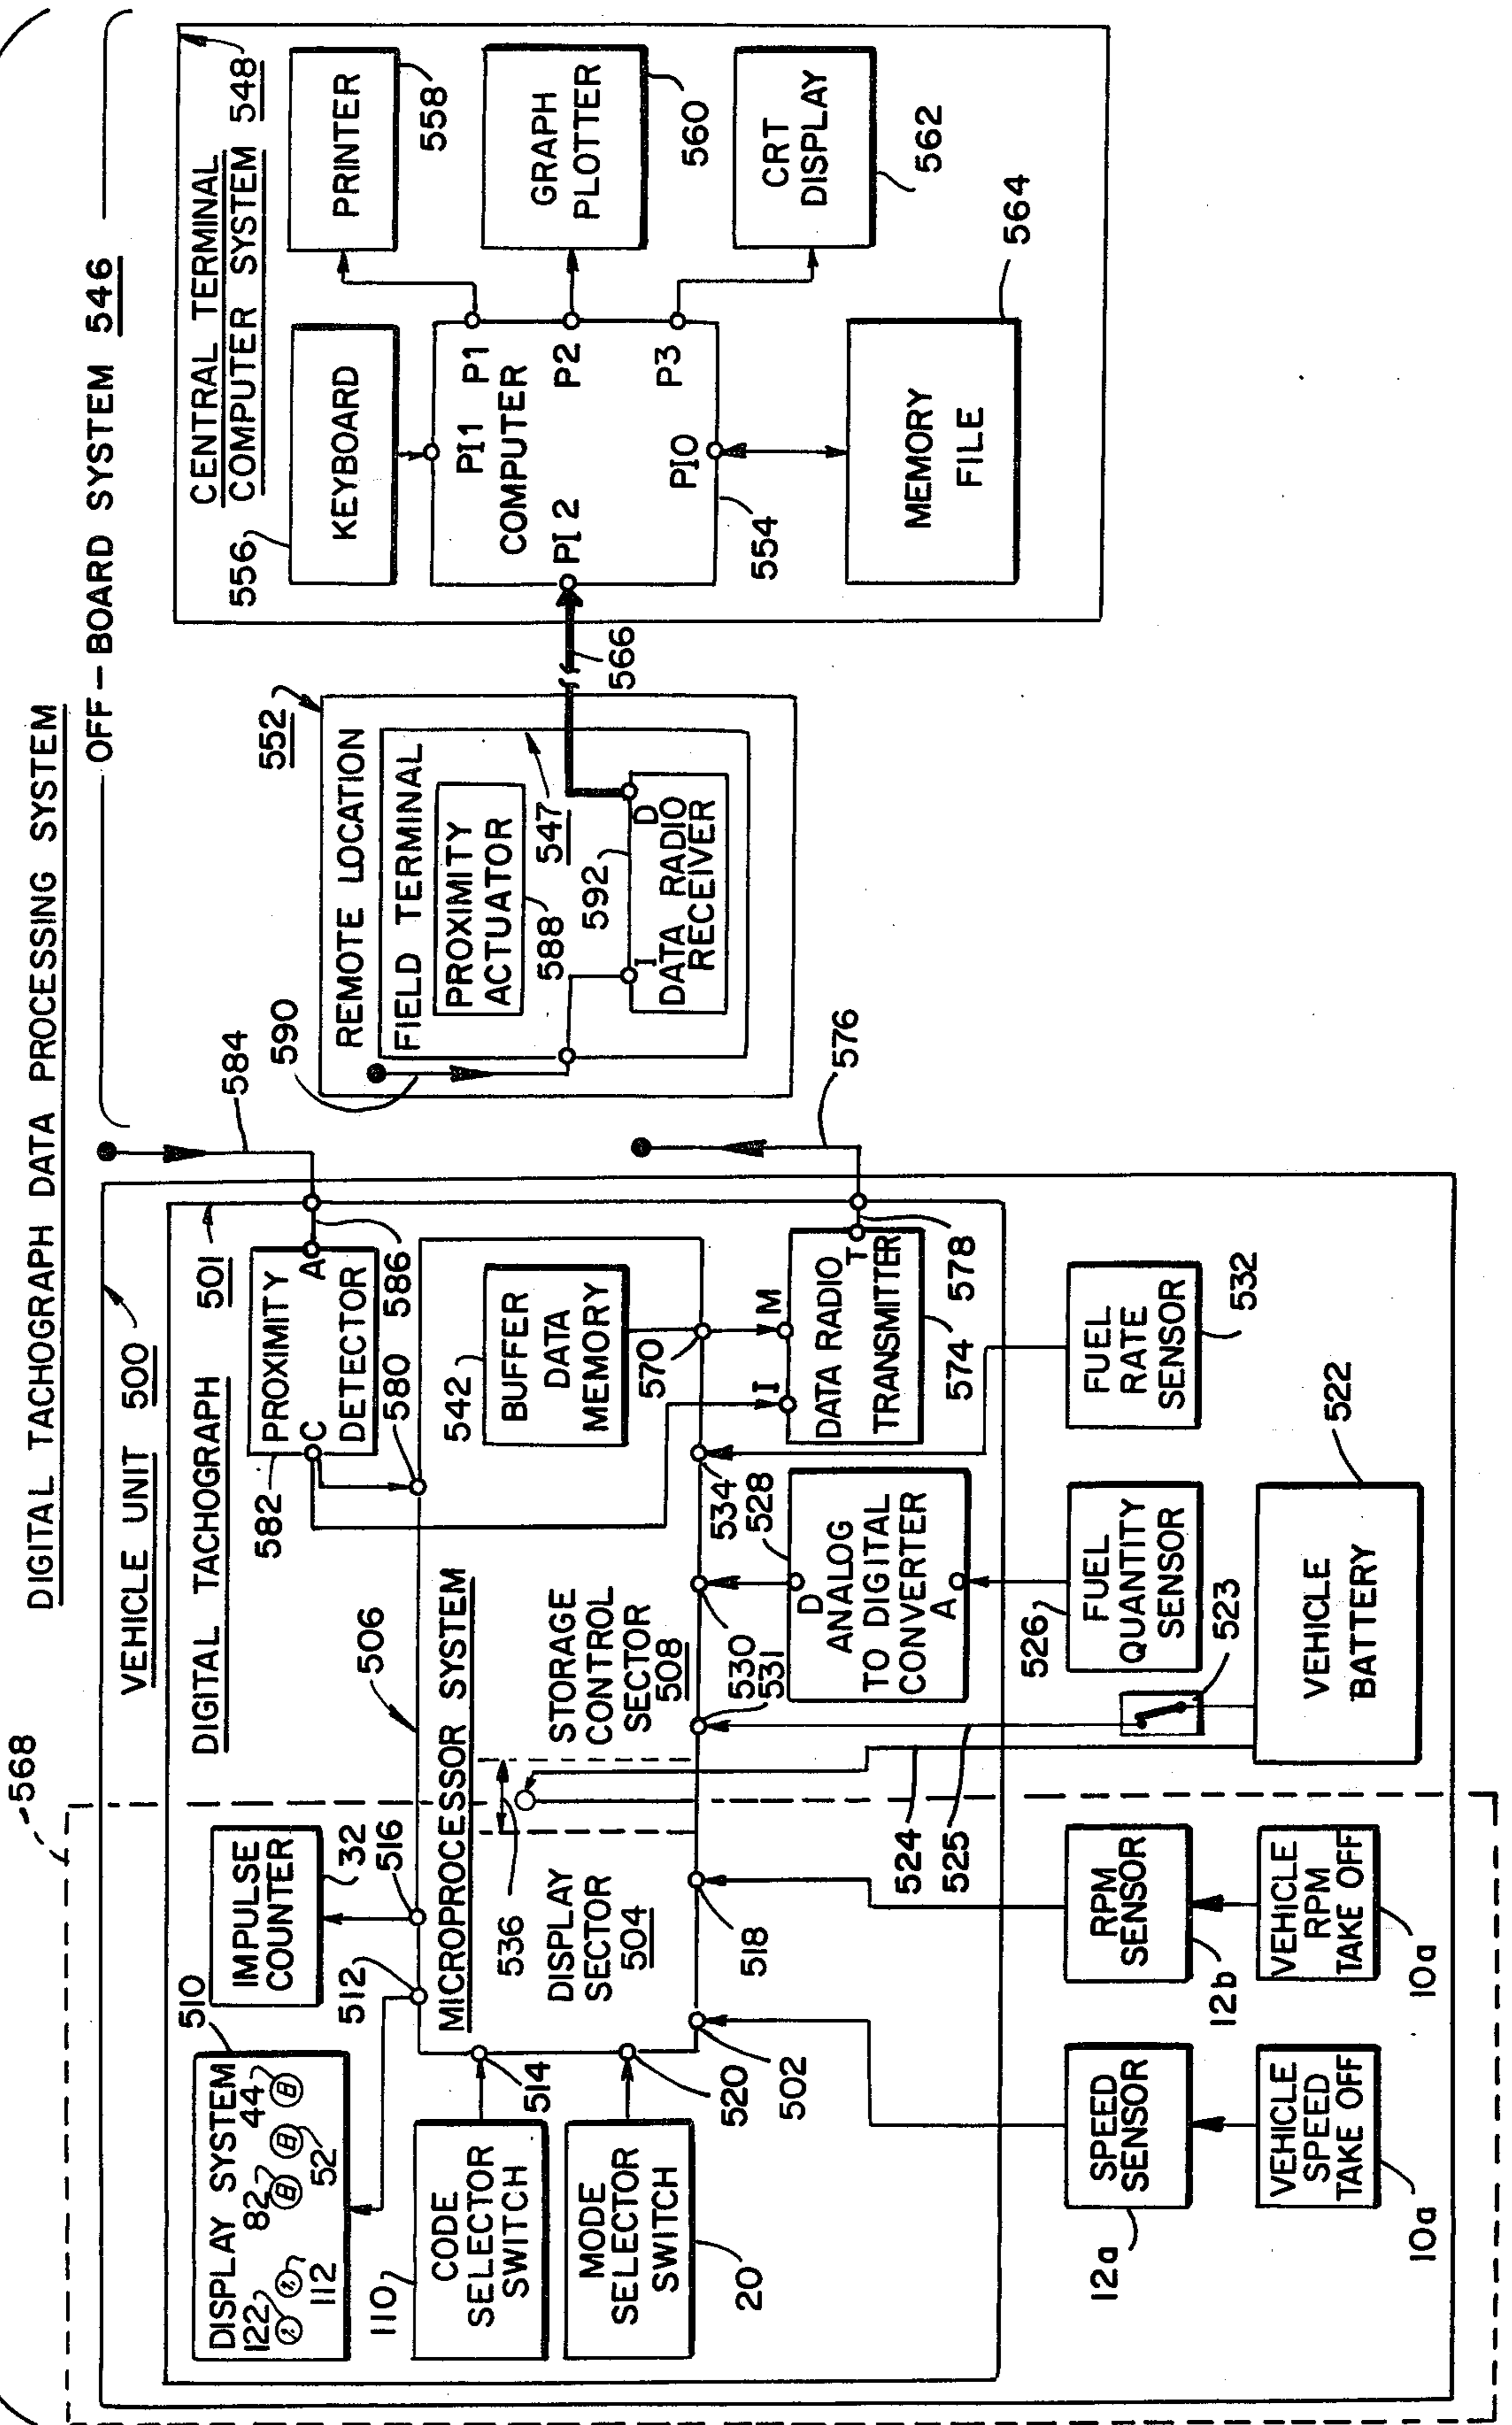 DIGITAL TACHOGRAPH DATA PROCESSING SYSTEM
OFF-BOARD SYSTEM 546
568
VEHICLE UNIT 500
DIGITAL TACHOGRAPH
501
584
DISPLAY SYSTEM
510
122
112
82
52
44
IMPULSE
COUNTER
32
516
512
110
CODE
SELECTOR
SWITCH
514
MODE
SELECTOR
SWITCH
20
520
502
MICROPROCESSOR SYSTEM
506
DISPLAY
SECTOR
504
536
518
STORAGE
CONTROL
SECTOR
508
PROXIMITY
DETECTOR
C
A
582
580
586
542
BUFFER
DATA
MEMORY
570
I
M
DATA RADIO
T
TRANSMITTER
574
578
576
534
528
530
531
D
ANALOG
TO DIGITAL
CONVERTER
A
524
525
SPEED
SENSOR
12a
VEHICLE
SPEED
TAKE OFF
10a
RPM
SENSOR
12b
VEHICLE
RPM
TAKE OFF
10a
526
FUEL
QUANTITY
SENSOR
523
FUEL
RATE
SENSOR
532
VEHICLE
BATTERY
522
552
REMOTE LOCATION
590
FIELD TERMINAL
547
PROXIMITY
ACTUATOR
588
592
I
D
DATA RADIO
RECEIVER
566
CENTRAL TERMINAL
COMPUTER SYSTEM 548
556
KEYBOARD
PRINTER
558
PI1
P1
COMPUTER
PI 2
P2
PIO
P3
554
GRAPH
PLOTTER
560
CRT
DISPLAY
562
MEMORY
FILE
564